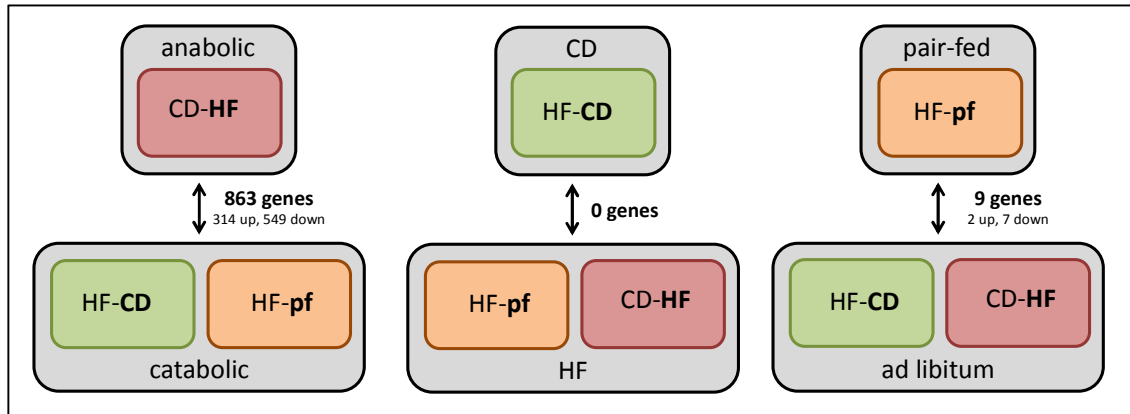 anabolic
CD-HF
863 genes
314 up, 549 down
HF-CD HF-pf
catabolic
CD
HF-CD
0 genes
HF-pf CD-HF
HF
pair-fed
HF-pf
9 genes
2 up, 7 down
HF-CD CD-HF
ad libitum